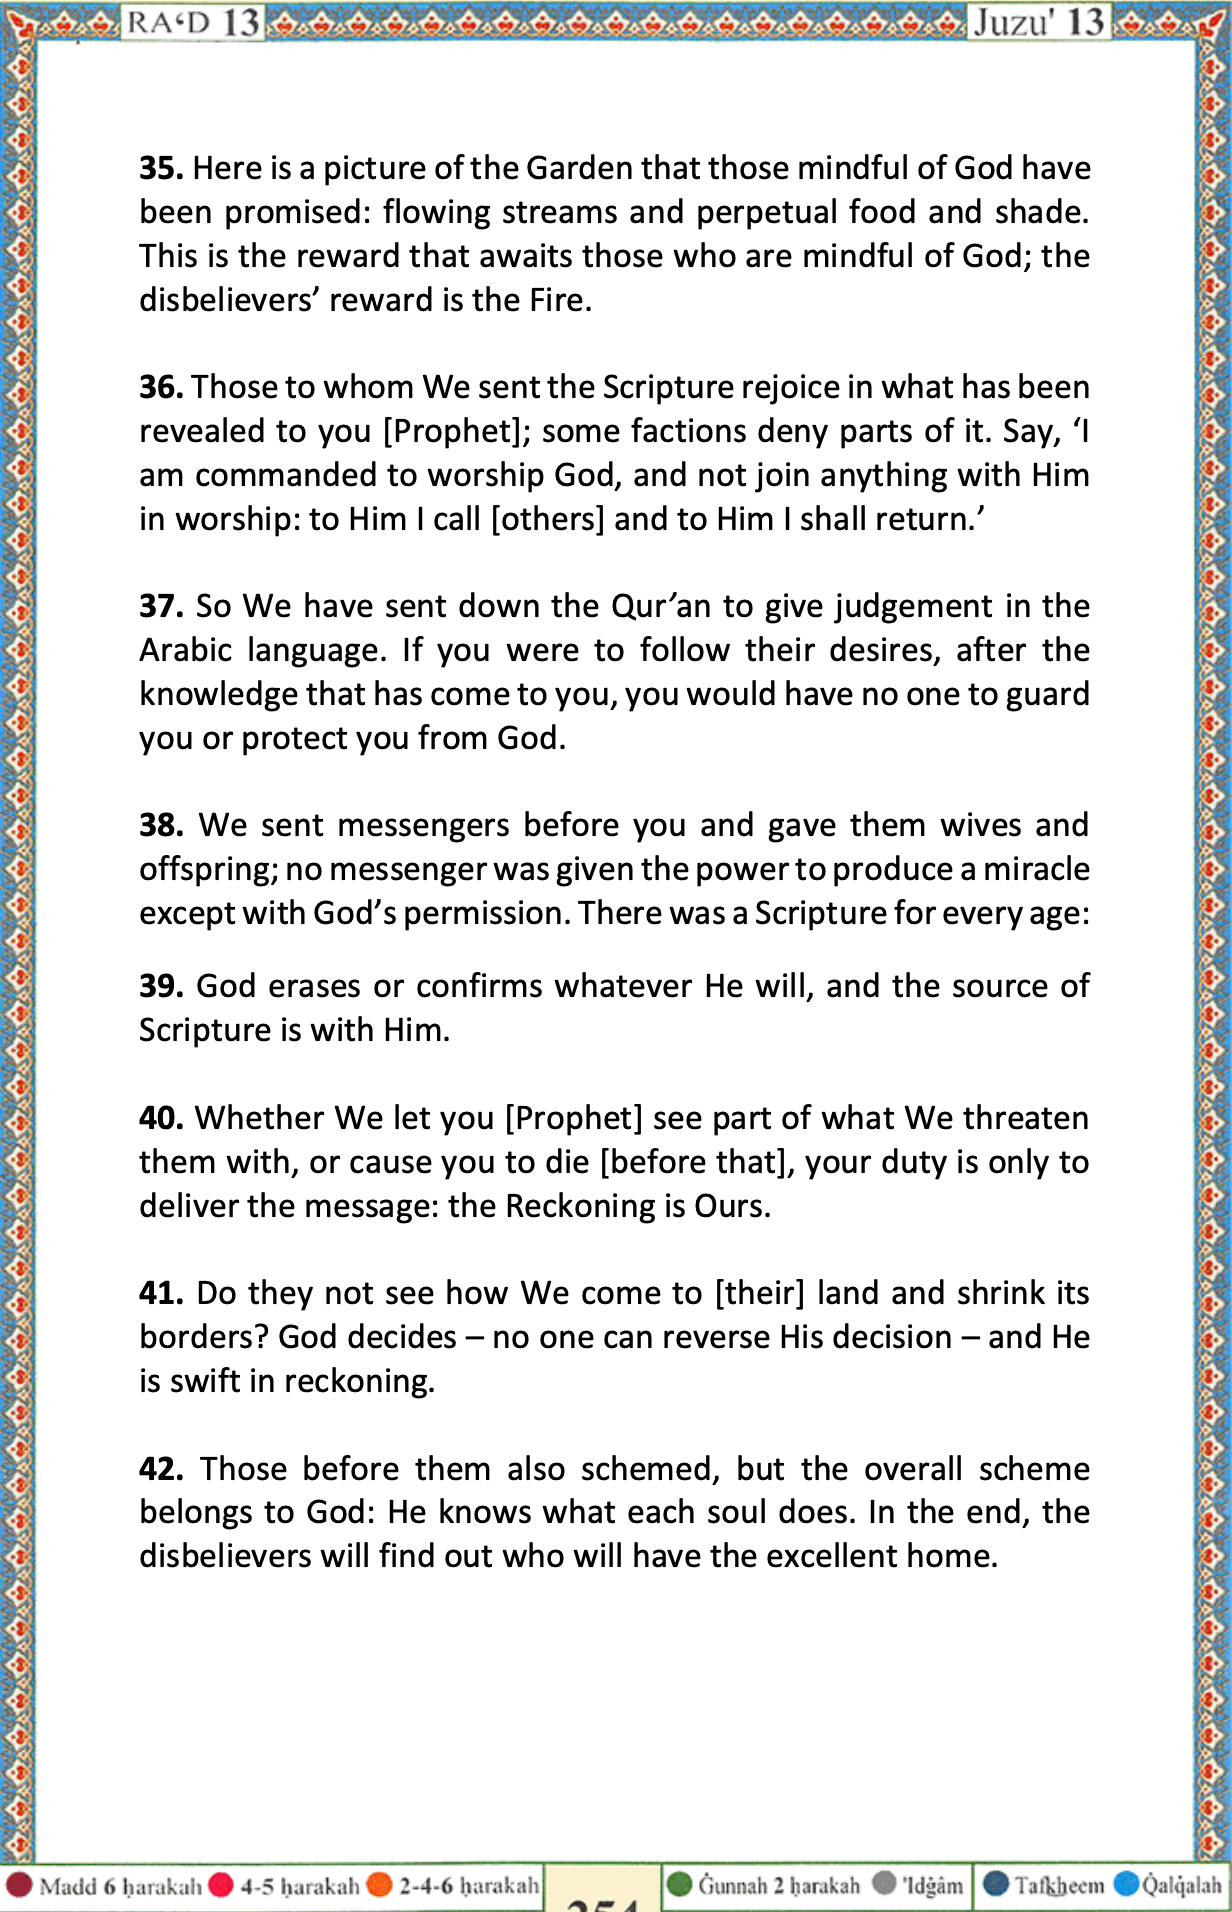 RA‘D 13
Juzu' 13
35. Here is a picture of the Garden that those mindful of God have
been promised: flowing streams and perpetual food and shade.
This is the reward that awaits those who are mindful of God; the
disbelievers’ reward is the Fire.
36. Those to whom We sent the Scripture rejoice in what has been
revealed to you [Prophet]; some factions deny parts of it. Say, ‘I
am commanded to worship God, and not join anything with Him
in worship: to Him I call [others] and to Him I shall return.’
37. So We have sent down the Qur’an to give judgement in the
Arabic language. If you were to follow their desires, after the
knowledge that has come to you, you would have no one to guard
you or protect you from God.
38. We sent messengers before you and gave them wives and
offspring; no messenger was given the power to produce a miracle
except with God’s permission. There was a Scripture for every age:
39. God erases or confirms whatever He will, and the source of
Scripture is with Him.
40. Whether We let you [Prophet] see part of what We threaten
them with, or cause you to die [before that], your duty is only to
deliver the message: the Reckoning is Ours.
41. Do they not see how We come to [their] land and shrink its
borders? God decides – no one can reverse His decision – and He
is swift in reckoning.
42. Those before them also schemed, but the overall scheme
belongs to God: He knows what each soul does. In the end, the
disbelievers will find out who will have the excellent home.
Madd 6 ḥarakah 4-5 ḥarakah 2-4-6 ḥarakah 254 Ġunnah 2 ḥarakah 'Idġâm Tafkheem Q̇alq̇alah